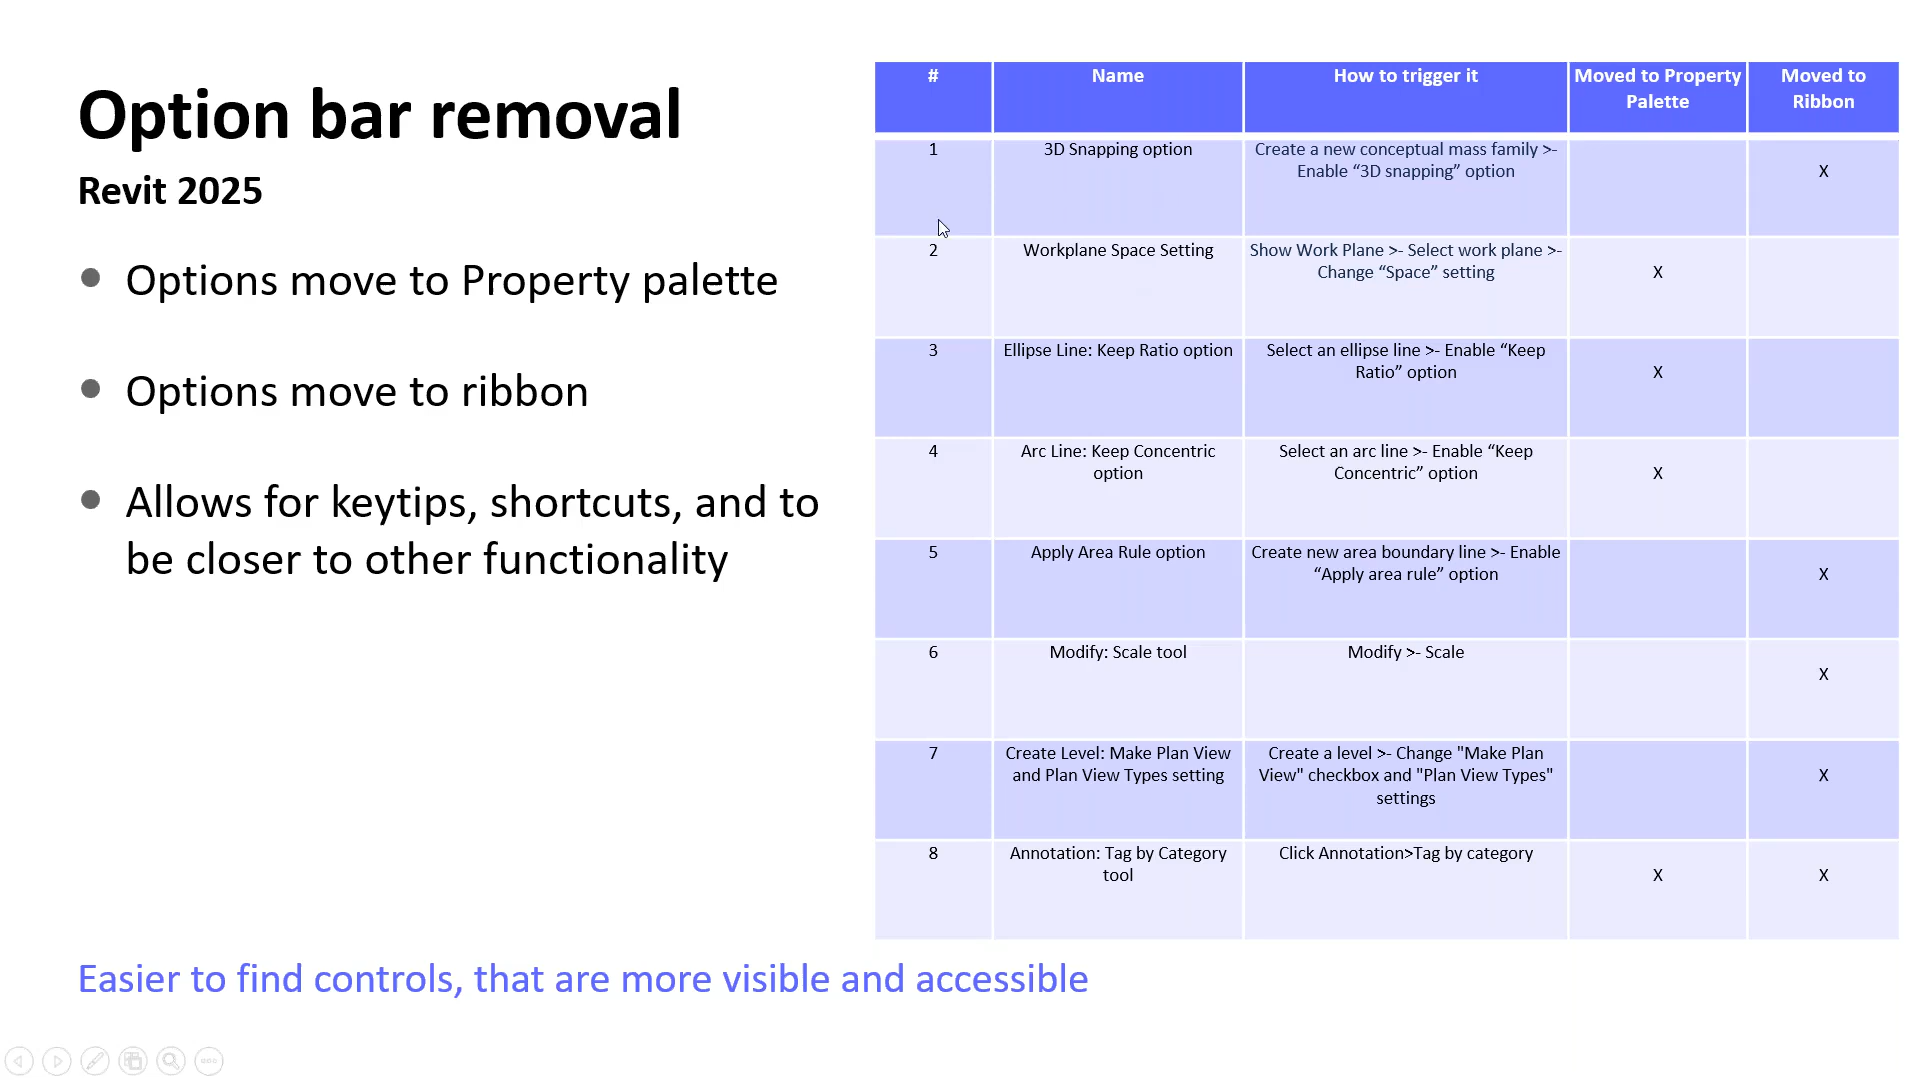 Option bar removal
Revit 2025
Options move to Property palette
Options move to ribbon
Allows for keytips, shortcuts, and to
be closer to other functionality
# Name How to trigger it Moved to Property Palette Moved to Ribbon
1 3D Snapping option Create a new conceptual mass family >-
Enable “3D snapping” option X
2 Workplane Space Setting Show Work Plane >- Select work plane >-
Change “Space” setting X
3 Ellipse Line: Keep Ratio option Select an ellipse line >- Enable “Keep
Ratio” option X
4 Arc Line: Keep Concentric option Select an arc line >- Enable “Keep
Concentric” option X
5 Apply Area Rule option Create new area boundary line >- Enable
“Apply area rule” option X
6 Modify: Scale tool Modify >- Scale
X
7 Create Level: Make Plan View and Plan View Types setting Create a level >- Change "Make Plan
View" checkbox and "Plan View Types"
settings X
8 Annotation: Tag by Category tool Click Annotation>Tag by category
X X
Easier to find controls, that are more visible and accessible